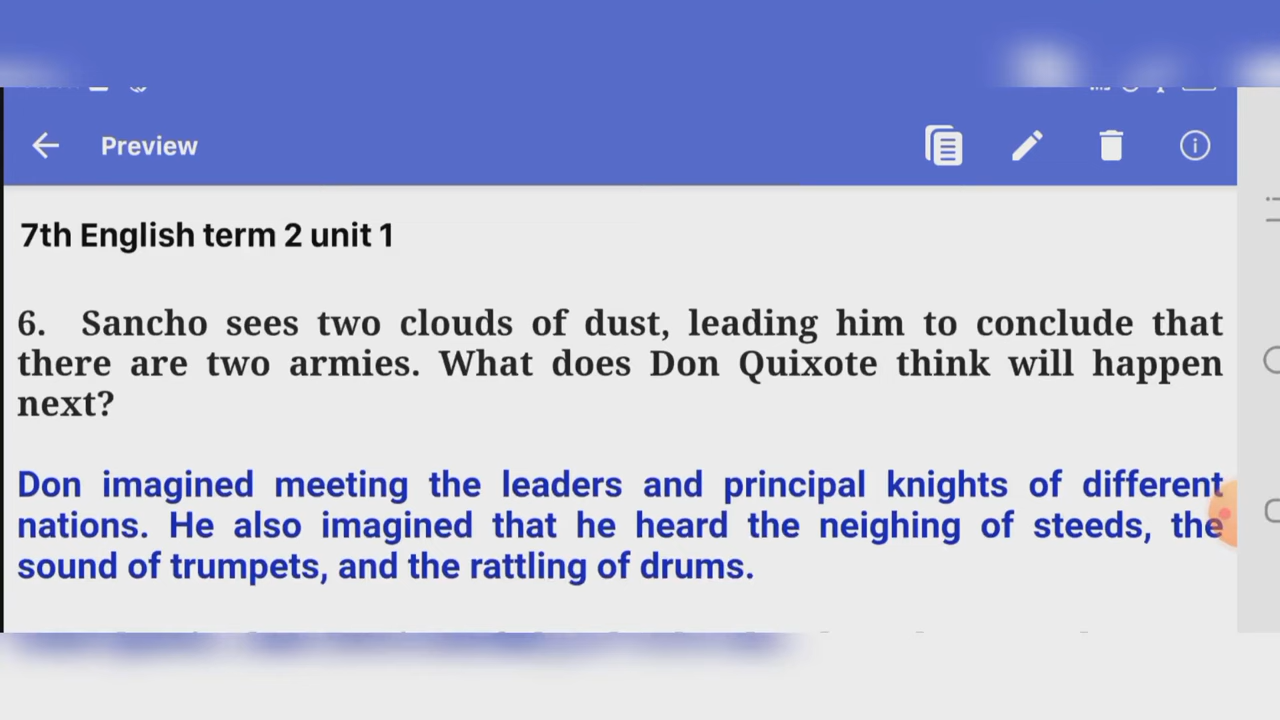 Preview
7th English term 2 unit 1
6. Sancho sees two clouds of dust, leading him to conclude that
there are two armies. What does Don Quixote think will happen
next?
Don imagined meeting the leaders and principal knights of different
nations. He also imagined that he heard the neighing of steeds, the
sound of trumpets, and the rattling of drums.